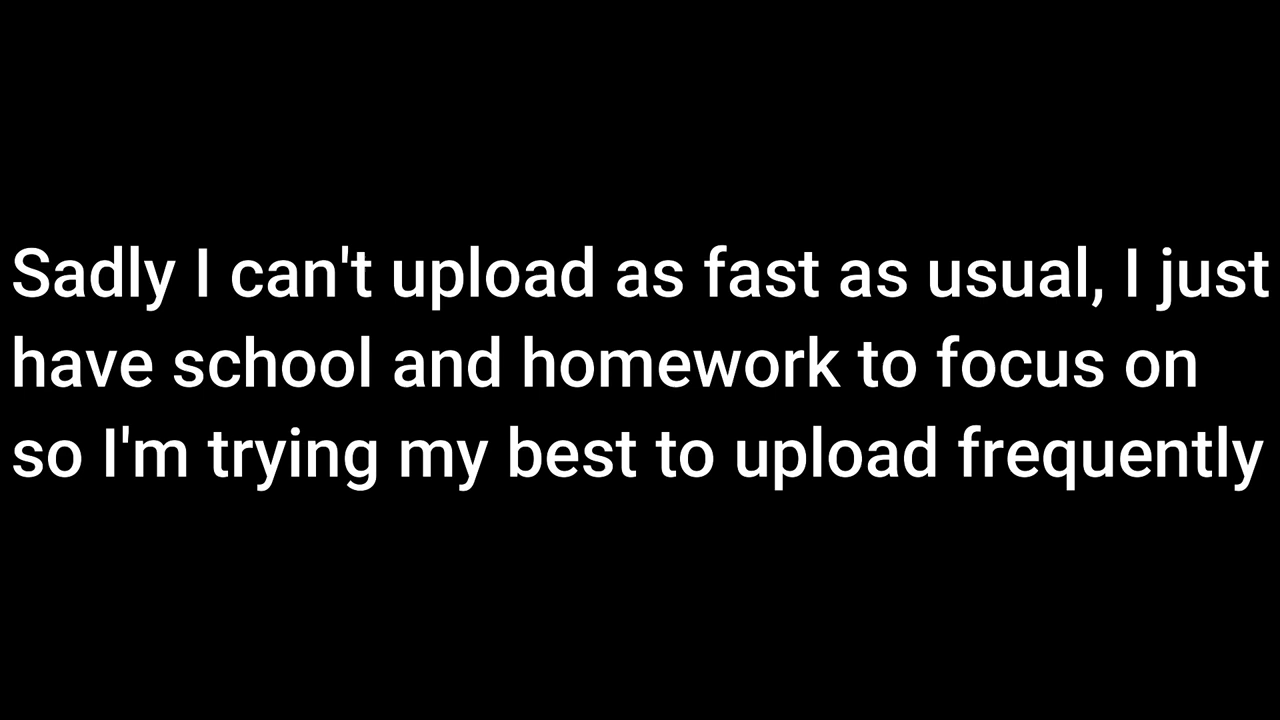 Sadly I can't upload as fast as usual, I just
have school and homework to focus on
so I'm trying my best to upload frequently